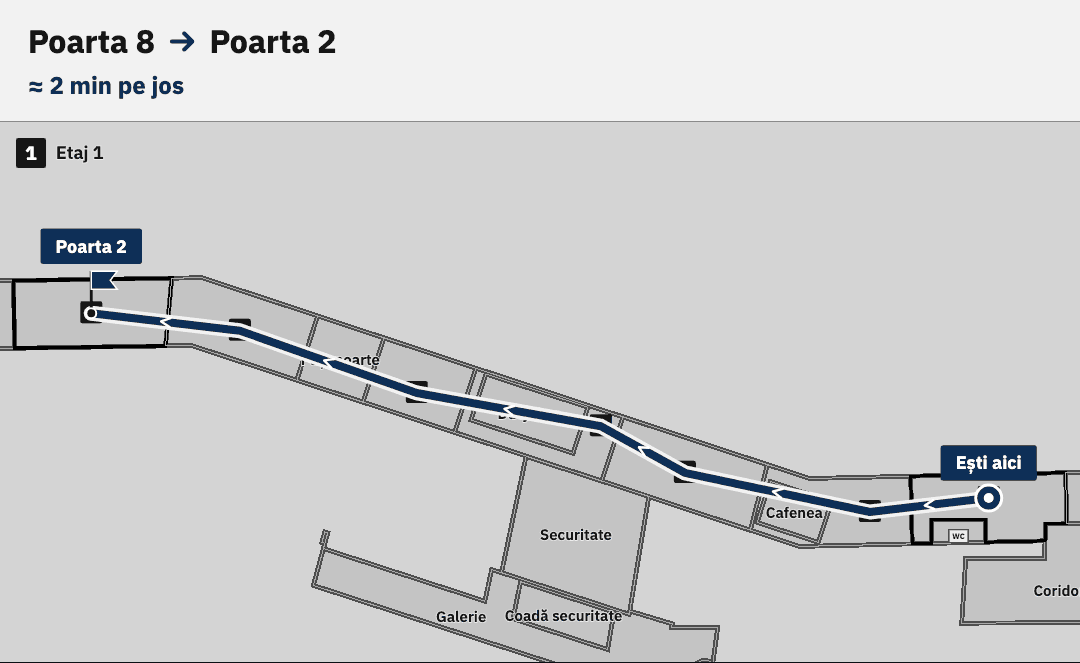 Poarta 8 → Poarta 2
≈ 2 min pe jos
1 Etaj 1
Poarta 2
Ești aici
Cafenea
WC
Securitate
Corido
Galerie
Coadă securitate